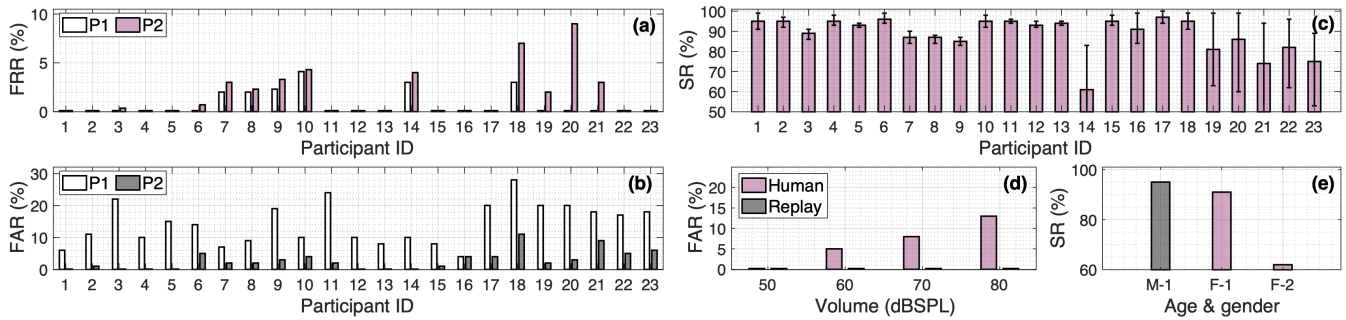 FRR (%)
10
5
0
P1 P2
(a)
1 2 3 4 5 6 7 8 9 10 11 12 13 14 15 16 17 18 19 20 21 22 23
Participant ID
SR (%)
100
90
80
70
60
50
(c)
1 2 3 4 5 6 7 8 9 10 11 12 13 14 15 16 17 18 19 20 21 22 23
Participant ID
FAR (%)
30
20
10
0
P1 P2
(b)
1 2 3 4 5 6 7 8 9 10 11 12 13 14 15 16 17 18 19 20 21 22 23
Participant ID
FAR (%)
20
15
10
5
0
Human
Replay
(d)
50 60 70 80
Volume (dBSPL)
SR (%)
100
80
60
(e)
M-1 F-1 F-2
Age & gender